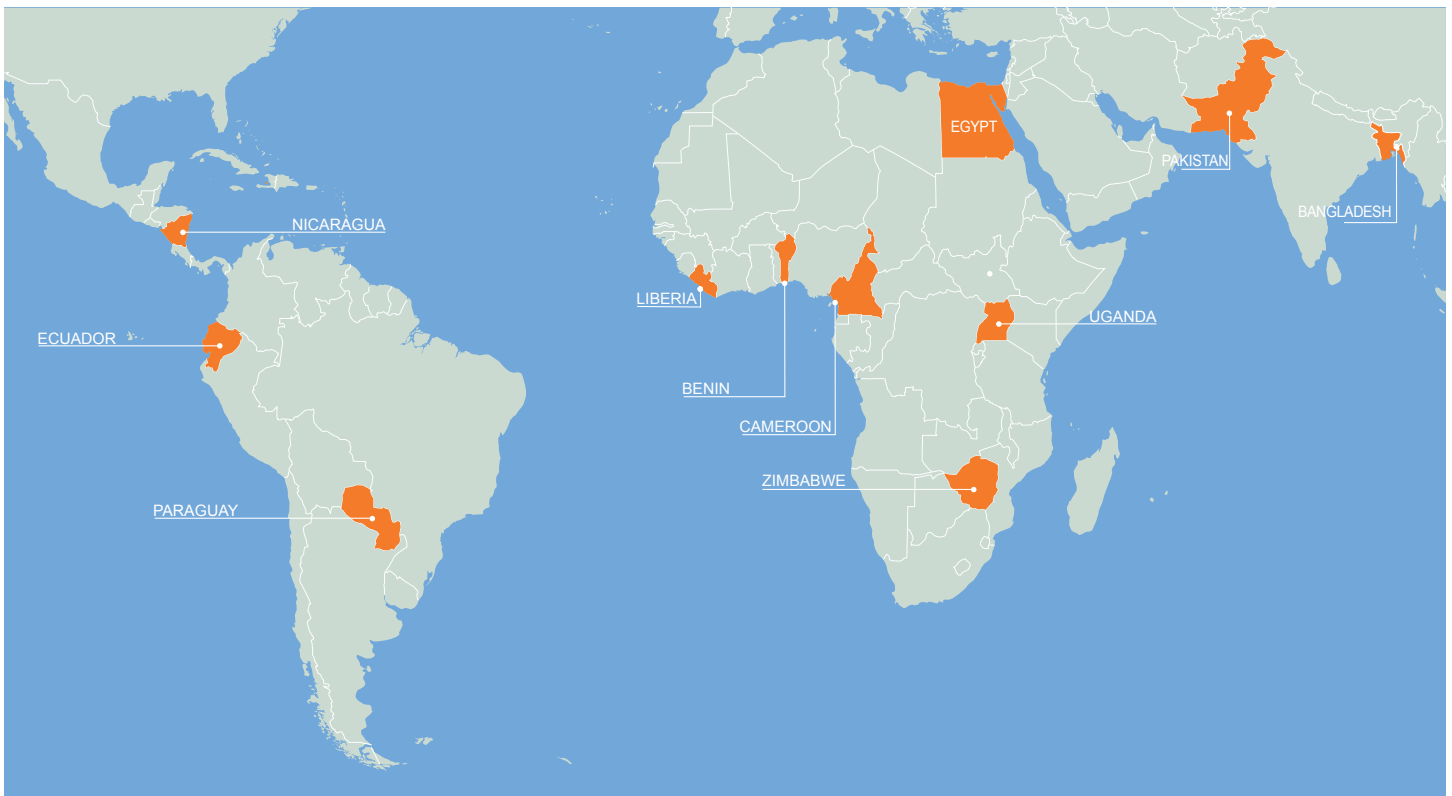 EGYPT
PAKISTAN
BANGLADESH
NICARAGUA
LIBERIA
UGANDA
ECUADOR
BENIN
CAMEROON
ZIMBABWE
PARAGUAY